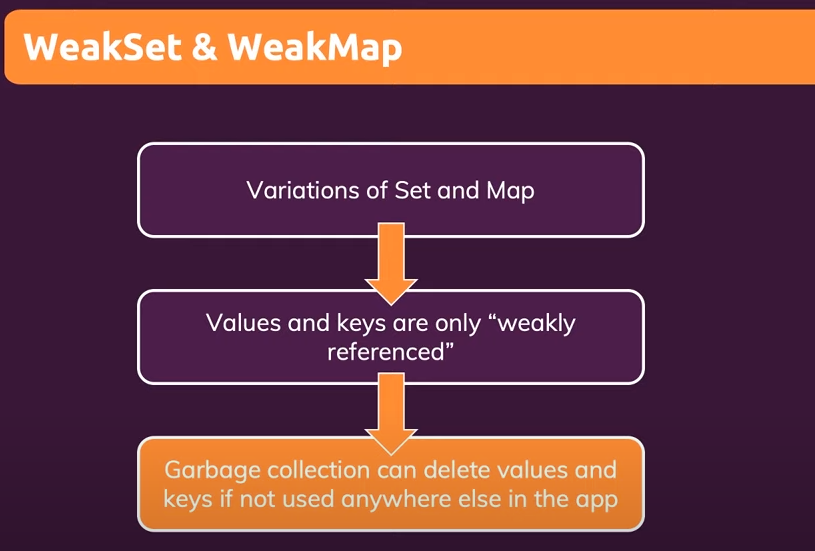 WeakSet & WeakMap
Variations of Set and Map
Values and keys are only “weakly
referenced”
Garbage collection can delete values and
keys if not used anywhere else in the app